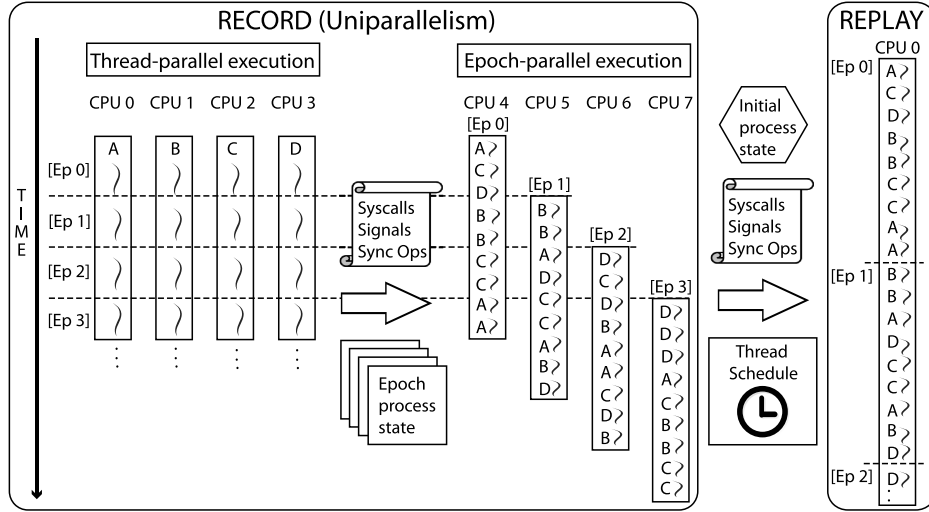 RECORD (Uniparallelism)
Thread-parallel execution
CPU 0 CPU 1 CPU 2 CPU 3
A B C D
[Ep 0]
[Ep 1]
[Ep 2]
[Ep 3]
TIME
Syscalls
Signals
Sync Ops
Epoch
process
state
Epoch-parallel execution
CPU 4
[Ep 0]
A
C
D
B
B
C
C
A
A
CPU 5
[Ep 1]
B
B
A
D
C
C
A
B
D
CPU 6
[Ep 2]
D
C
D
B
A
A
C
D
B
CPU 7
[Ep 3]
D
D
D
A
C
B
B
C
C
Initial
process
state
Syscalls
Signals
Sync Ops
Thread
Schedule
REPLAY
CPU 0
[Ep 0]
A
C
D
B
B
C
C
A
A
[Ep 1]
B
B
A
D
C
C
A
B
D
[Ep 2]
D